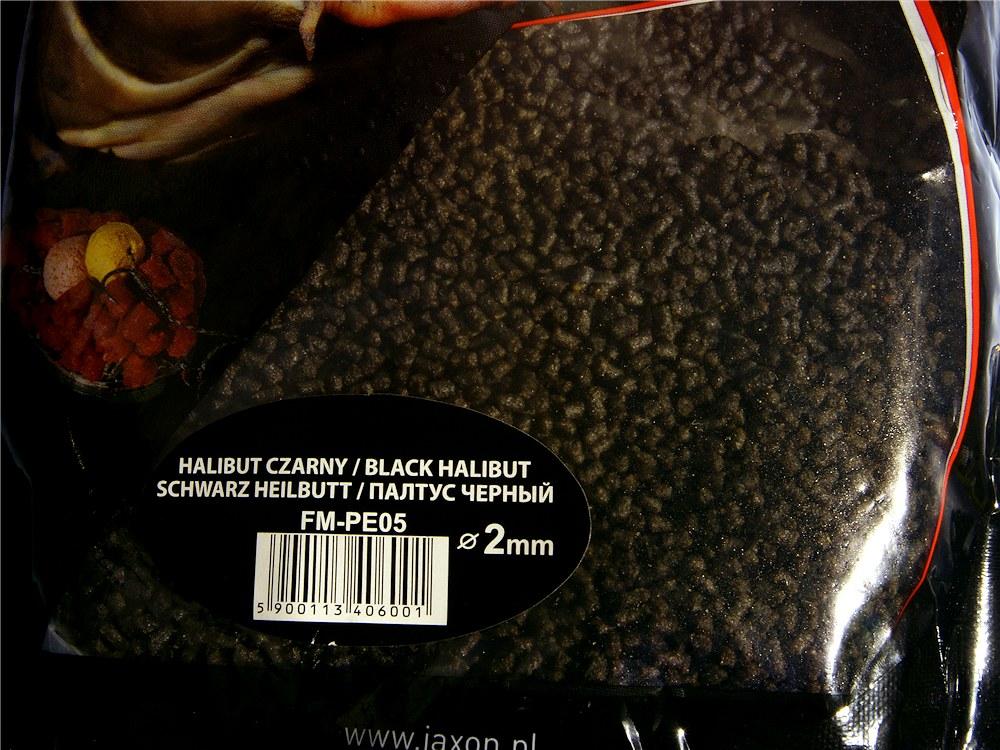 HALIBUT CZARNY / BLACK HALIBUT
SCHWARZ HEILBUTT / ПАЛТУС ЧЕРНЫЙ
FM-PE05
⌀ 2mm
5 900113 406001
www.jaxon.pl